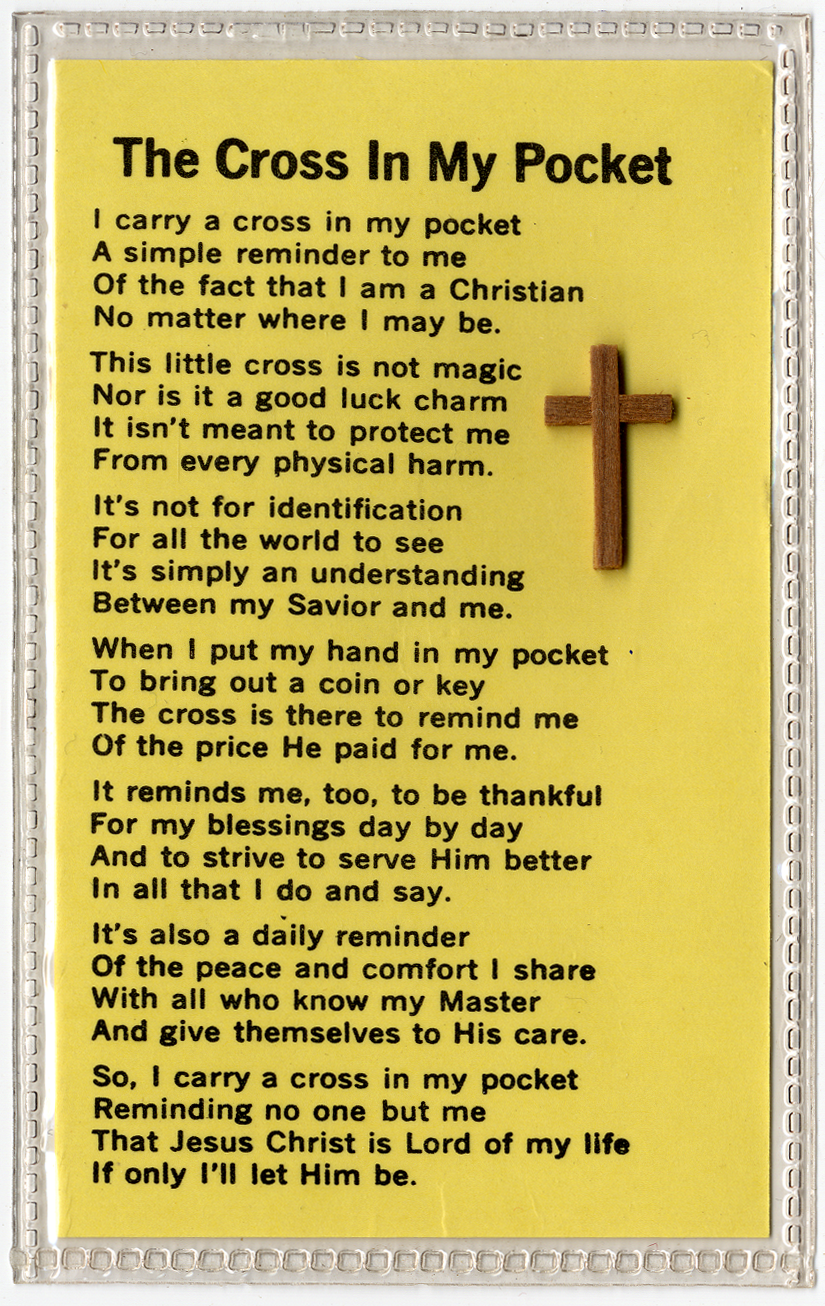 The Cross In My Pocket
I carry a cross in my pocket
A simple reminder to me
Of the fact that I am a Christian
No matter where I may be.
This little cross is not magic
Nor is it a good luck charm
It isn't meant to protect me
From every physical harm.
It's not for identification
For all the world to see
It's simply an understanding
Between my Savior and me.
When I put my hand in my pocket
To bring out a coin or key
The cross is there to remind me
Of the price He paid for me.
It reminds me, too, to be thankful
For my blessings day by day
And to strive to serve Him better
In all that I do and say.
It's also a daily reminder
Of the peace and comfort I share
With all who know my Master
And give themselves to His care.
So, I carry a cross in my pocket
Reminding no one but me
That Jesus Christ is Lord of my life
If only I'll let Him be.